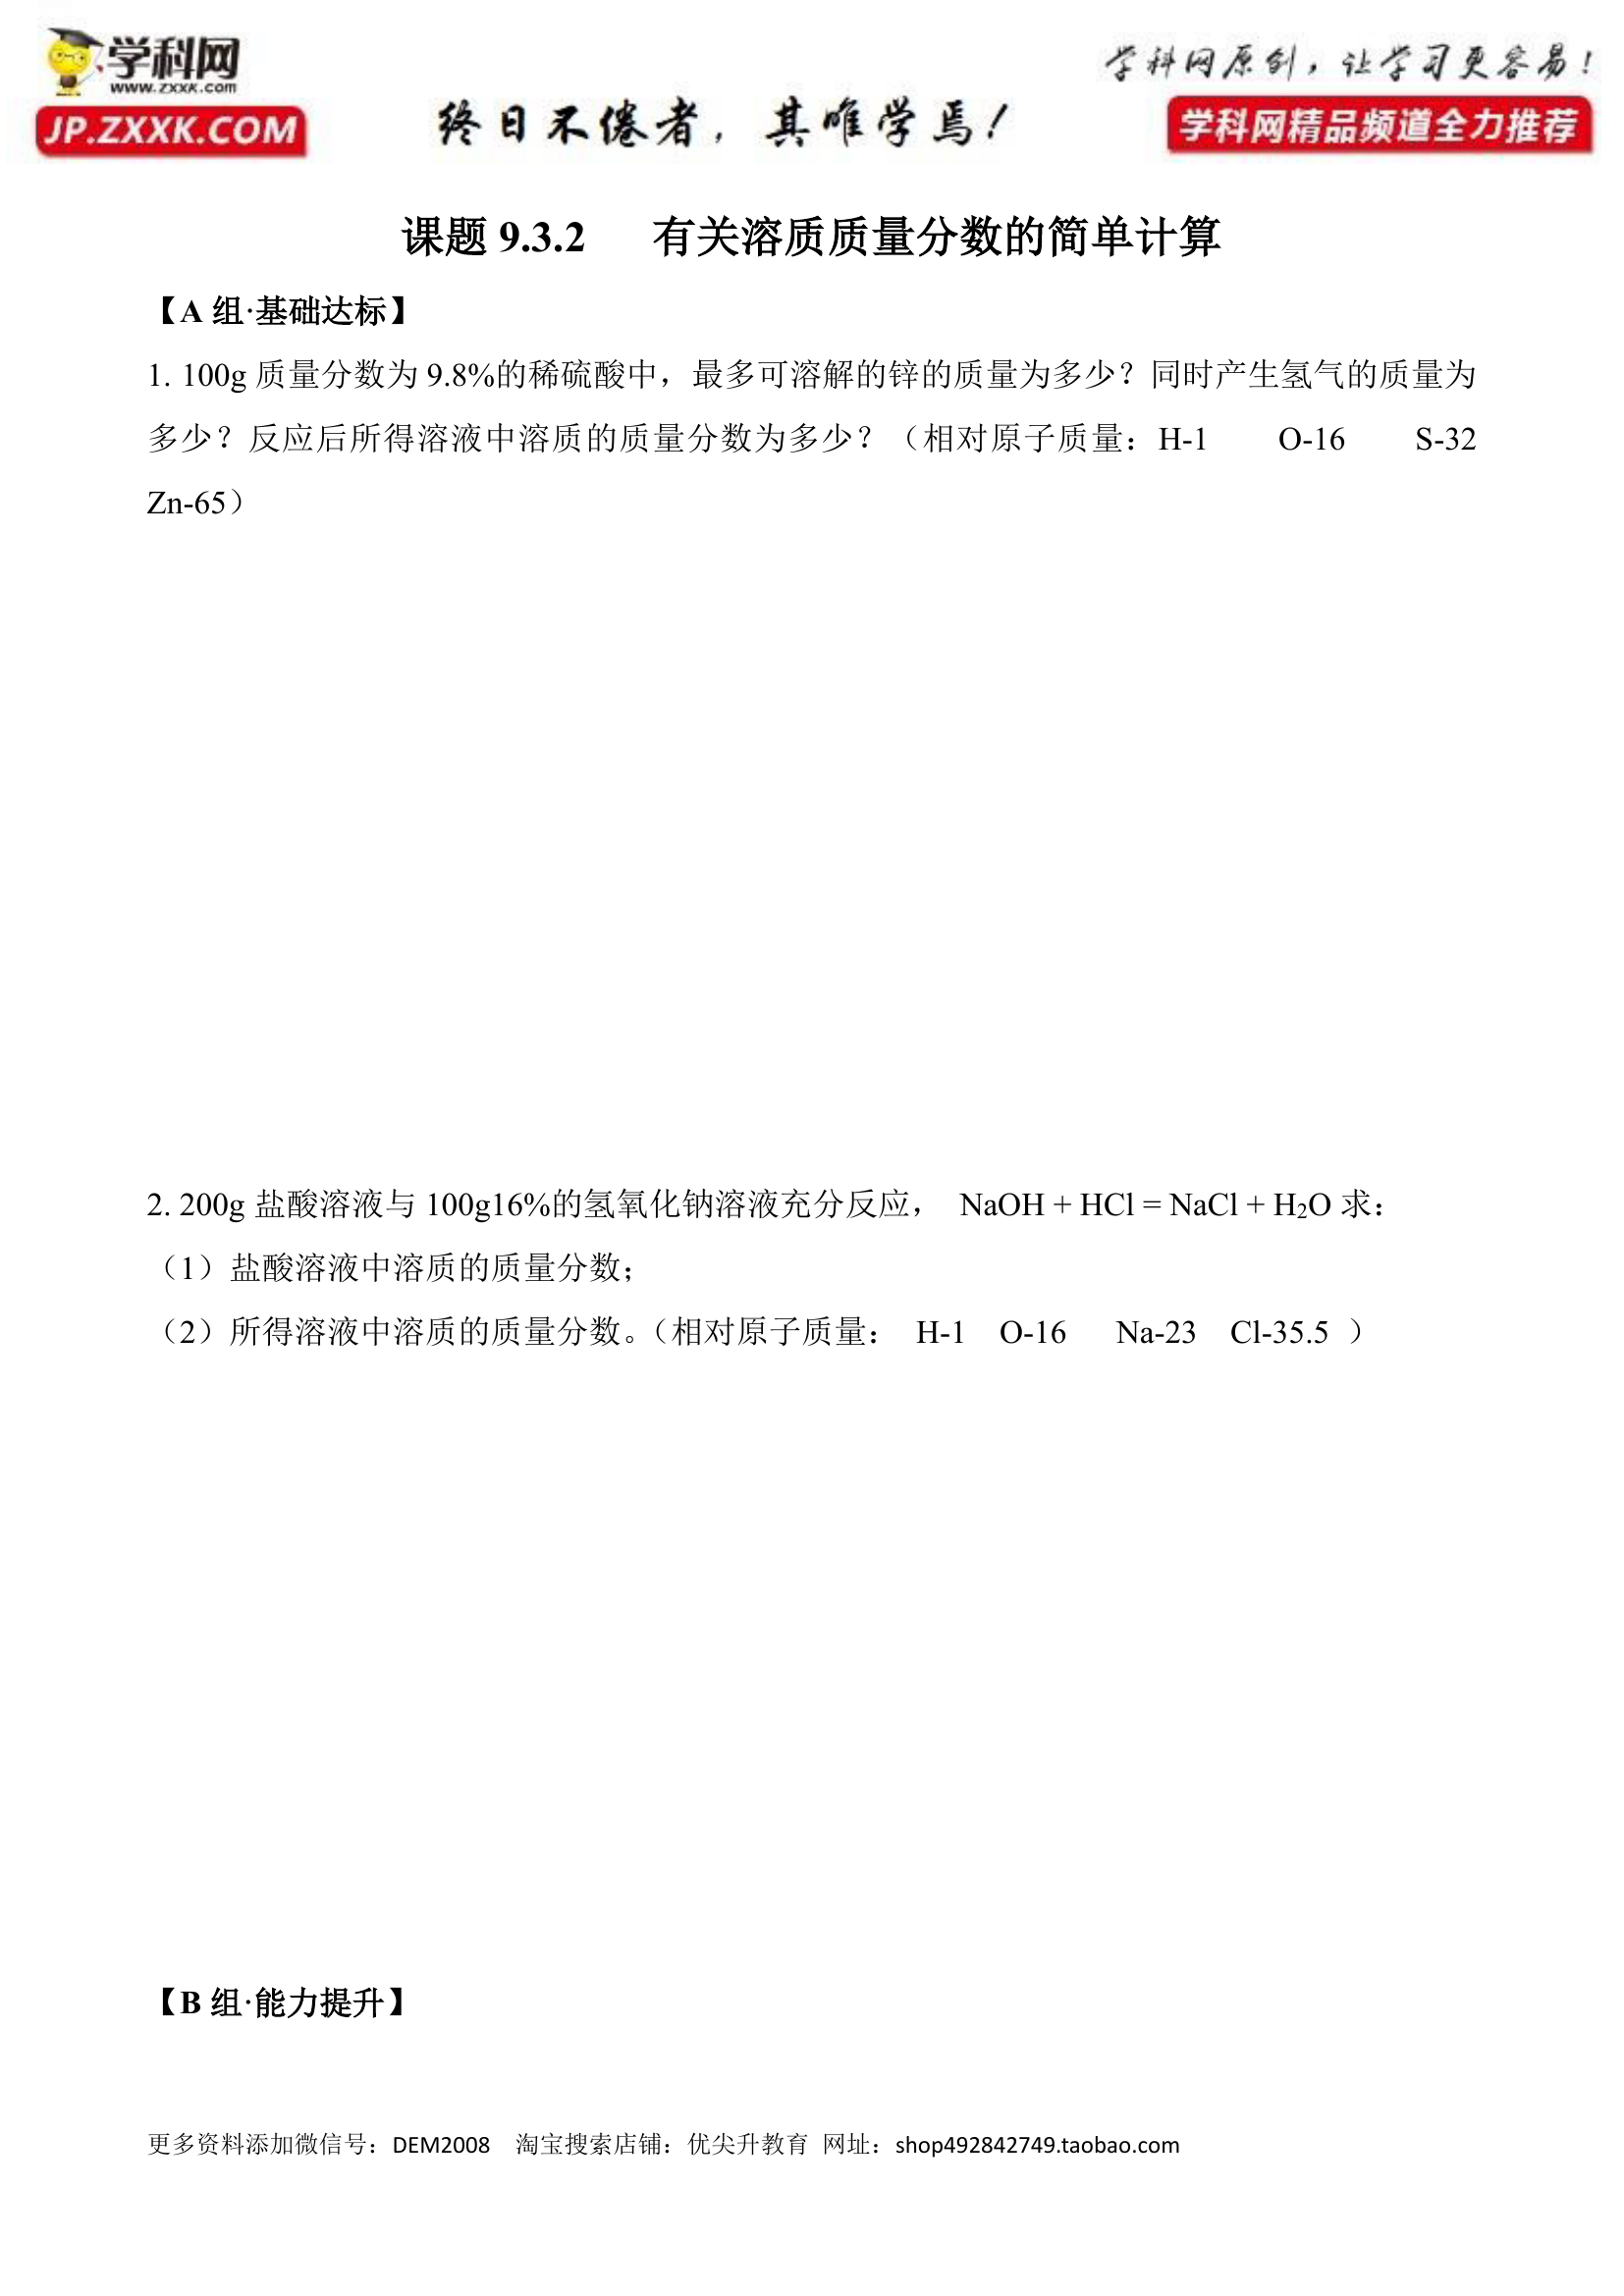 学科网
www.zxxk.com
JP.ZXXK.COM
终日不倦者，其唯学焉！
学科网原创，让学习更容易！
学科网精品频道全力推荐
课题 9.3.2 有关溶质质量分数的简单计算
【A 组·基础达标】
1. 100g 质量分数为 9.8%的稀硫酸中，最多可溶解的锌的质量为多少？同时产生氢气的质量为
多少？反应后所得溶液中溶质的质量分数为多少？（相对原子质量：H-1 O-16 S-32
Zn-65）
2. 200g 盐酸溶液与 100g16%的氢氧化钠溶液充分反应， NaOH + HCl = NaCl + H₂O 求：
（1）盐酸溶液中溶质的质量分数；
（2）所得溶液中溶质的质量分数。（相对原子质量： H-1 O-16 Na-23 Cl-35.5 ）
【B 组·能力提升】
更多资料添加微信号：DEM2008 淘宝搜索店铺：优尖升教育 网址：shop492842749.taobao.com